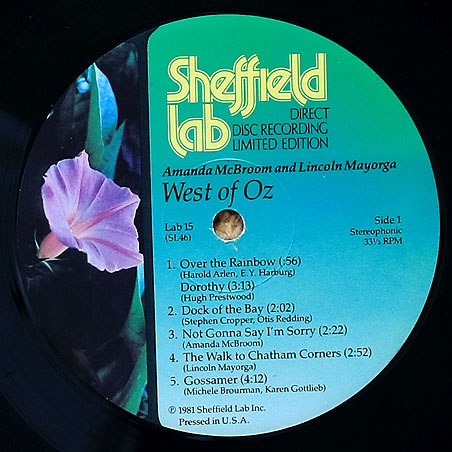 Sheffield
lab
DIRECT
DISC RECORDING
LIMITED EDITION
Amanda McBroom and Lincoln Mayorga
West of Oz
Lab 15
(SL46)
Side 1
Stereophonic
33⅓ RPM
1. Over the Rainbow (:56)
(Harold Arlen, E.Y. Harburg)
Dorothy (3:13)
(Hugh Prestwood)
2. Dock of the Bay (2:02)
(Stephen Cropper, Otis Redding)
3. Not Gonna Say I'm Sorry (2:22)
(Amanda McBroom)
4. The Walk to Chatham Corners (2:52)
(Lincoln Mayorga)
5. Gossamer (4:12)
(Michele Brourman, Karen Gottlieb)
℗ 1981 Sheffield Lab Inc.
Pressed in U.S.A.